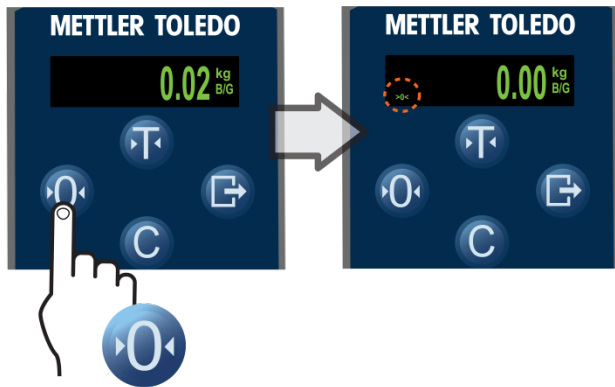 METTLER TOLEDO
0.02 kg
B/G
T
0
C
0
METTLER TOLEDO
>0< 0.00 kg
B/G
T
0
C